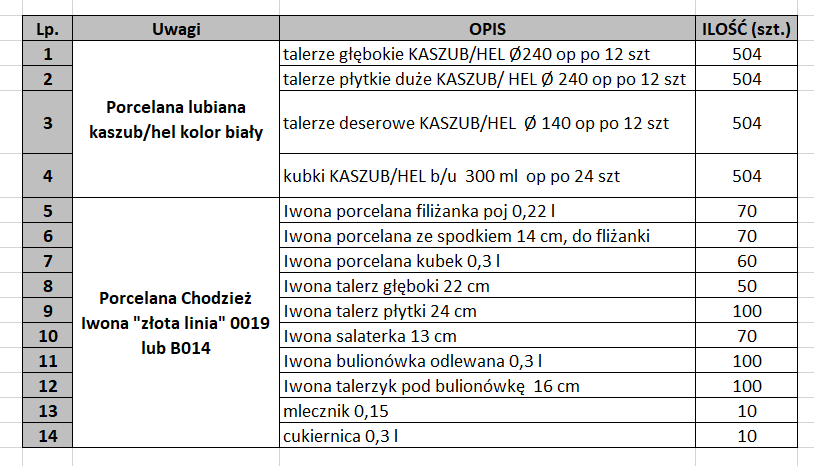 Lp. Uwagi OPIS ILOŚĆ (szt.)
1 talerze głębokie KASZUB/HEL Ø240 op po 12 szt 504
2 talerze płytkie duże KASZUB/ HEL Ø 240 op po 12 szt 504
Porcelana lubiana
kaszub/hel kolor biały
3 talerze deserowe KASZUB/HEL Ø 140 op po 12 szt 504
4 kubki KASZUB/HEL b/u 300 ml op po 24 szt 504
5 Iwona porcelana filiżanka poj 0,22 l 70
6 Iwona porcelana ze spodkiem 14 cm, do fliżanki 70
7 Iwona porcelana kubek 0,3 l 60
8 Iwona talerz głęboki 22 cm 50
Porcelana Chodzież
Iwona "złota linia" 0019
lub B014
9 Iwona talerz płytki 24 cm 100
10 Iwona salaterka 13 cm 70
11 Iwona bulionówka odlewana 0,3 l 100
12 Iwona talerzyk pod bulionówkę 16 cm 100
13 mlecznik 0,15 10
14 cukiernica 0,3 l 10